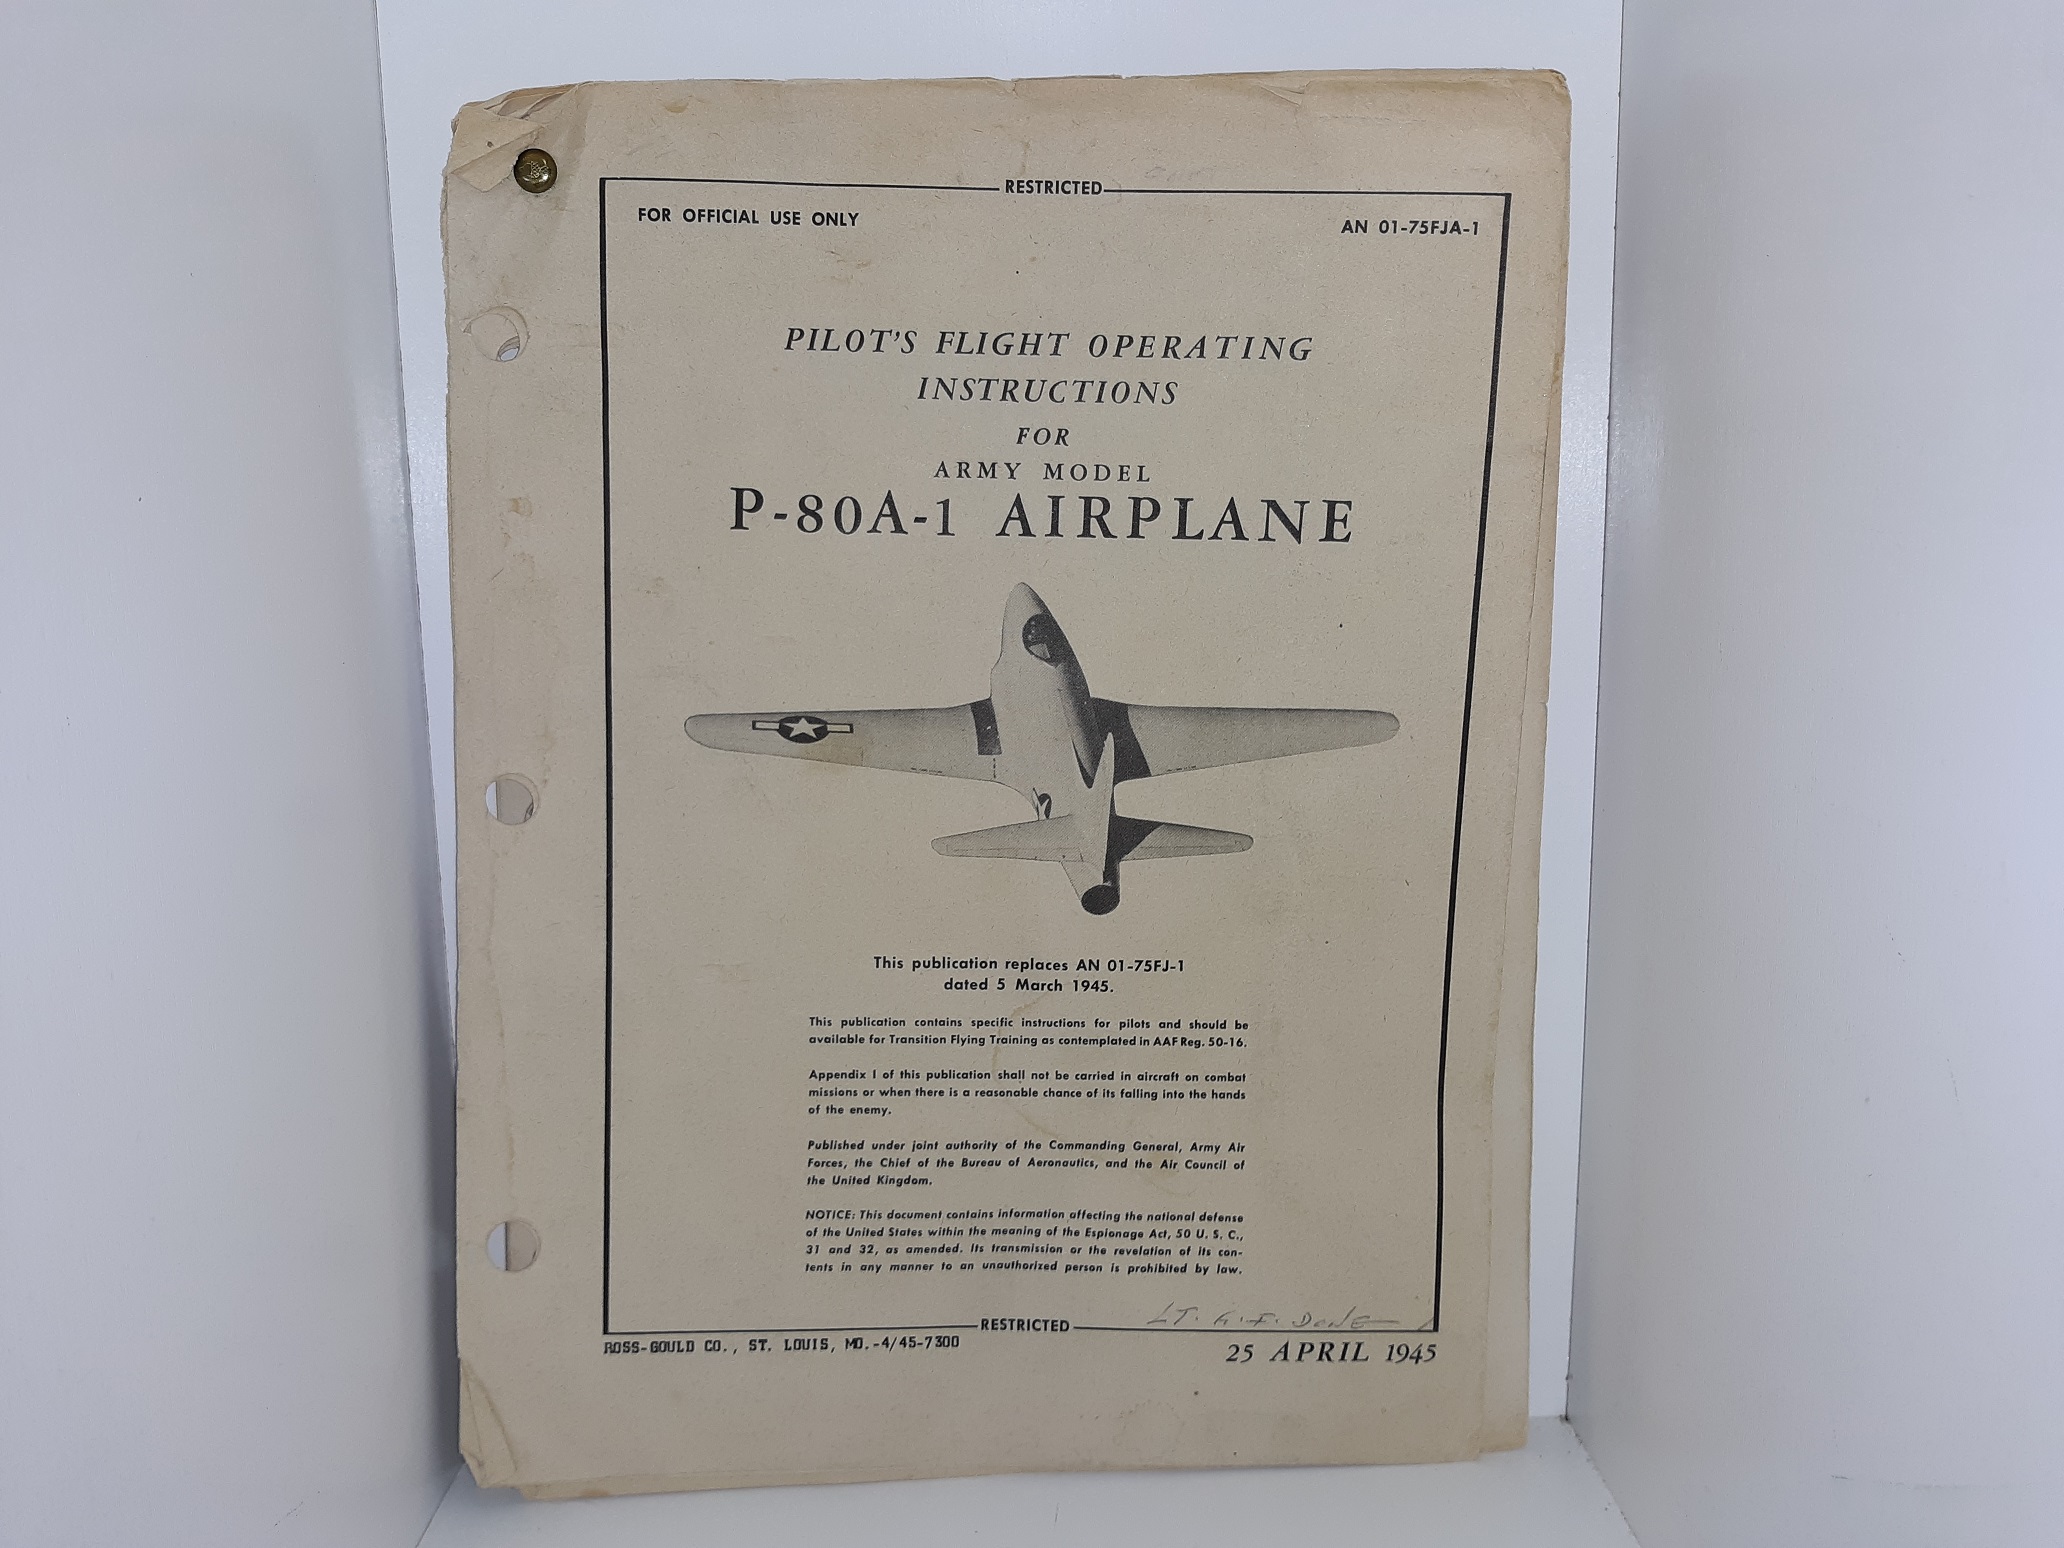 RESTRICTED
FOR OFFICIAL USE ONLY
AN 01-75FJA-1
PILOT'S FLIGHT OPERATING
INSTRUCTIONS
FOR
ARMY MODEL
P-80A-1 AIRPLANE
This publication replaces AN 01-75FJ-1
dated 5 March 1945.
This publication contains specific instructions for pilots and should be
available for Transition Flying Training as contemplated in AAF Reg. 50-16.
Appendix I of this publication shall not be carried in aircraft on combat
missions or when there is a reasonable chance of its falling into the hands
of the enemy.
Published under joint authority of the Commanding General, Army Air
Forces, the Chief of the Bureau of Aeronautics, and the Air Council of
the United Kingdom.
NOTICE: This document contains information affecting the national defense
of the United States within the meaning of the Espionage Act, 50 U. S. C.,
31 and 32, as amended. Its transmission or the revelation of its con-
tents in any manner to an unauthorized person is prohibited by law.
LT.
RESTRICTED
ROSS-GOULD CO., ST. LOUIS, MO.-4/45-7300
25 APRIL 1945